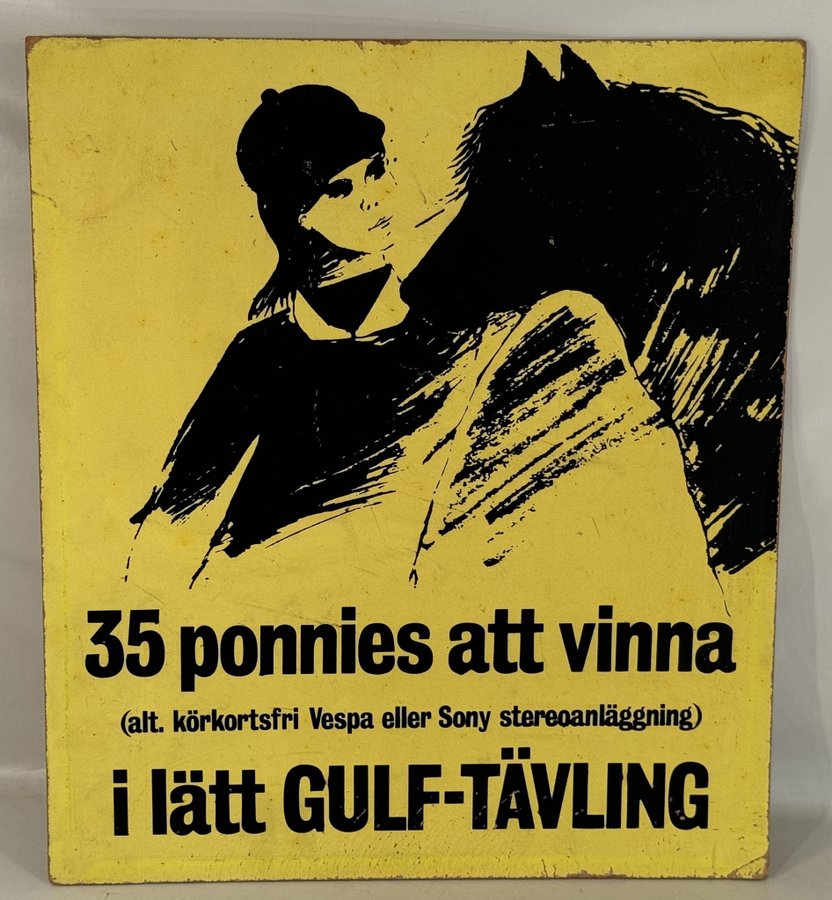 35 ponnies att vinna
(alt. körkortsfri Vespa eller Sony stereoanläggning)
i lätt GULF-TÄVLING